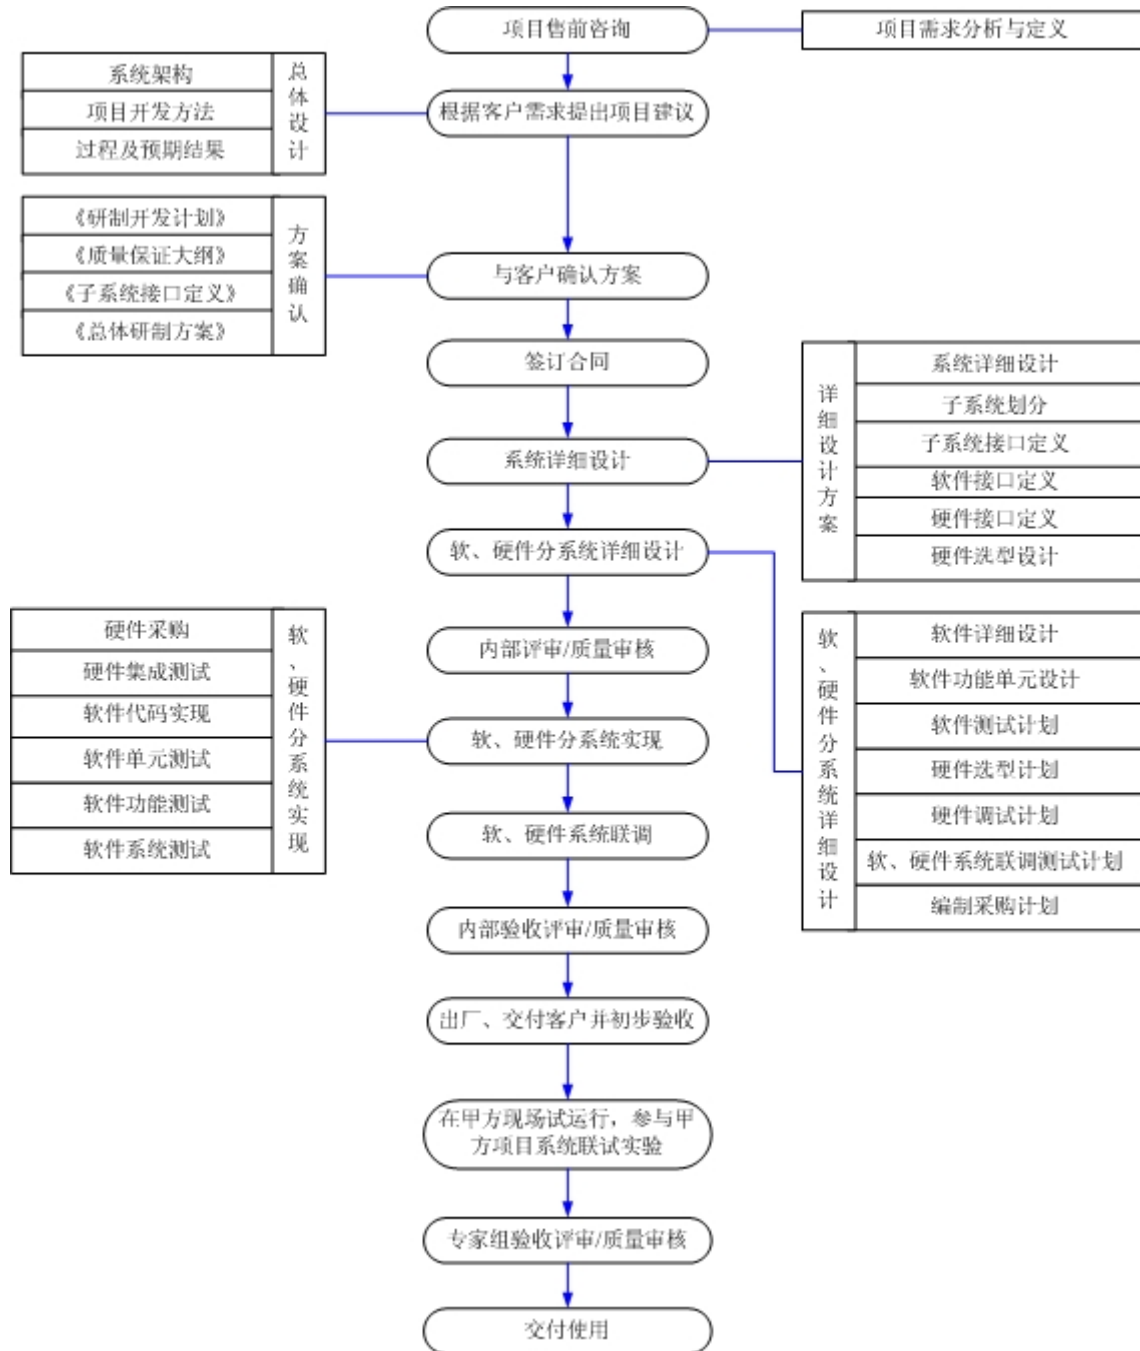 项目售前咨询
项目需求分析与定义
系统架构
项目开发方法
过程及预期结果
总体设计
根据客户需求提出项目建议
《研制开发计划》
《质量保证大纲》
《子系统接口定义》
《总体研制方案》
方案确认
与客户确认方案
签订合同
系统详细设计
详细设计方案
系统详细设计
子系统划分
子系统接口定义
软件接口定义
硬件接口定义
硬件选型设计
软、硬件分系统详细设计
软、硬件分系统详细设计
软件详细设计
软件功能单元设计
软件测试计划
硬件选型计划
硬件调试计划
软、硬件系统联调测试计划
编制采购计划
内部评审/质量审核
硬件采购
硬件集成测试
软件代码实现
软件单元测试
软件功能测试
软件系统测试
软、硬件分系统实现
软、硬件分系统实现
软、硬件系统联调
内部验收评审/质量审核
出厂、交付客户并初步验收
在甲方现场试运行，参与甲
方项目系统联试实验
专家组验收评审/质量审核
交付使用